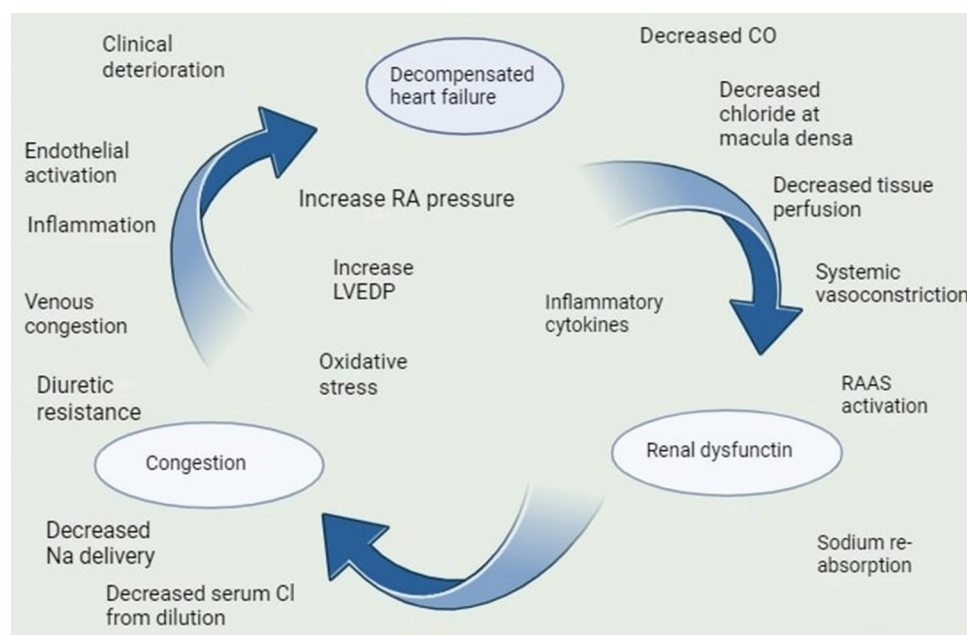 Clinical
deterioration
Decompensated
heart failure
Decreased CO
Decreased
chloride at
macula densa
Endothelial
activation
Increase RA pressure
Decreased tissue
perfusion
Inflammation
Increase
LVEDP
Systemic
vasoconstriction
Venous
congestion
Inflammatory
cytokines
Oxidative
stress
Diuretic
resistance
RAAS
activation
Congestion
Renal dysfunctin
Decreased
Na delivery
Sodium re-
absorption
Decreased serum Cl
from dilution